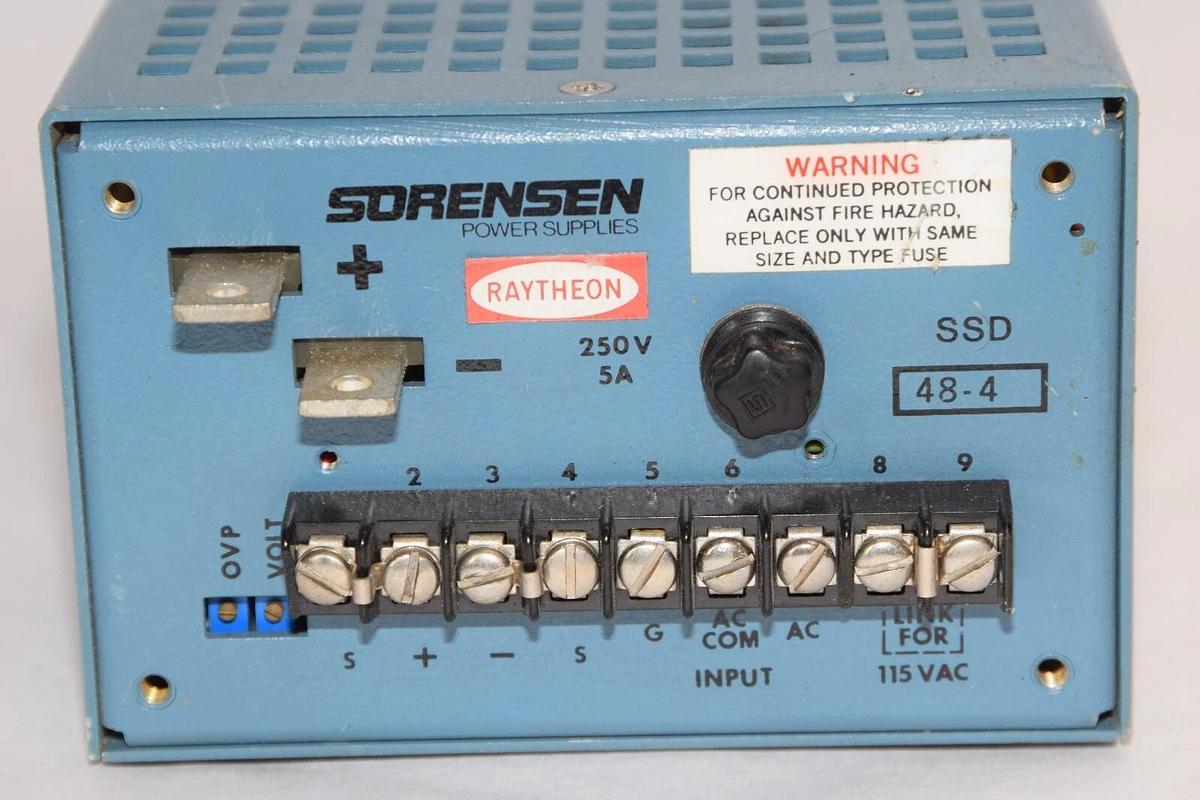 SORENSEN
POWER SUPPLIES
WARNING
FOR CONTINUED PROTECTION
AGAINST FIRE HAZARD,
REPLACE ONLY WITH SAME
SIZE AND TYPE FUSE
+
RAYTHEON
-
250V
5A
SSD
48-4
2 3 4 5 6 8 9
OVP
VOLT
S + - S G AC COM AC
INPUT
LINK
FOR
115 VAC